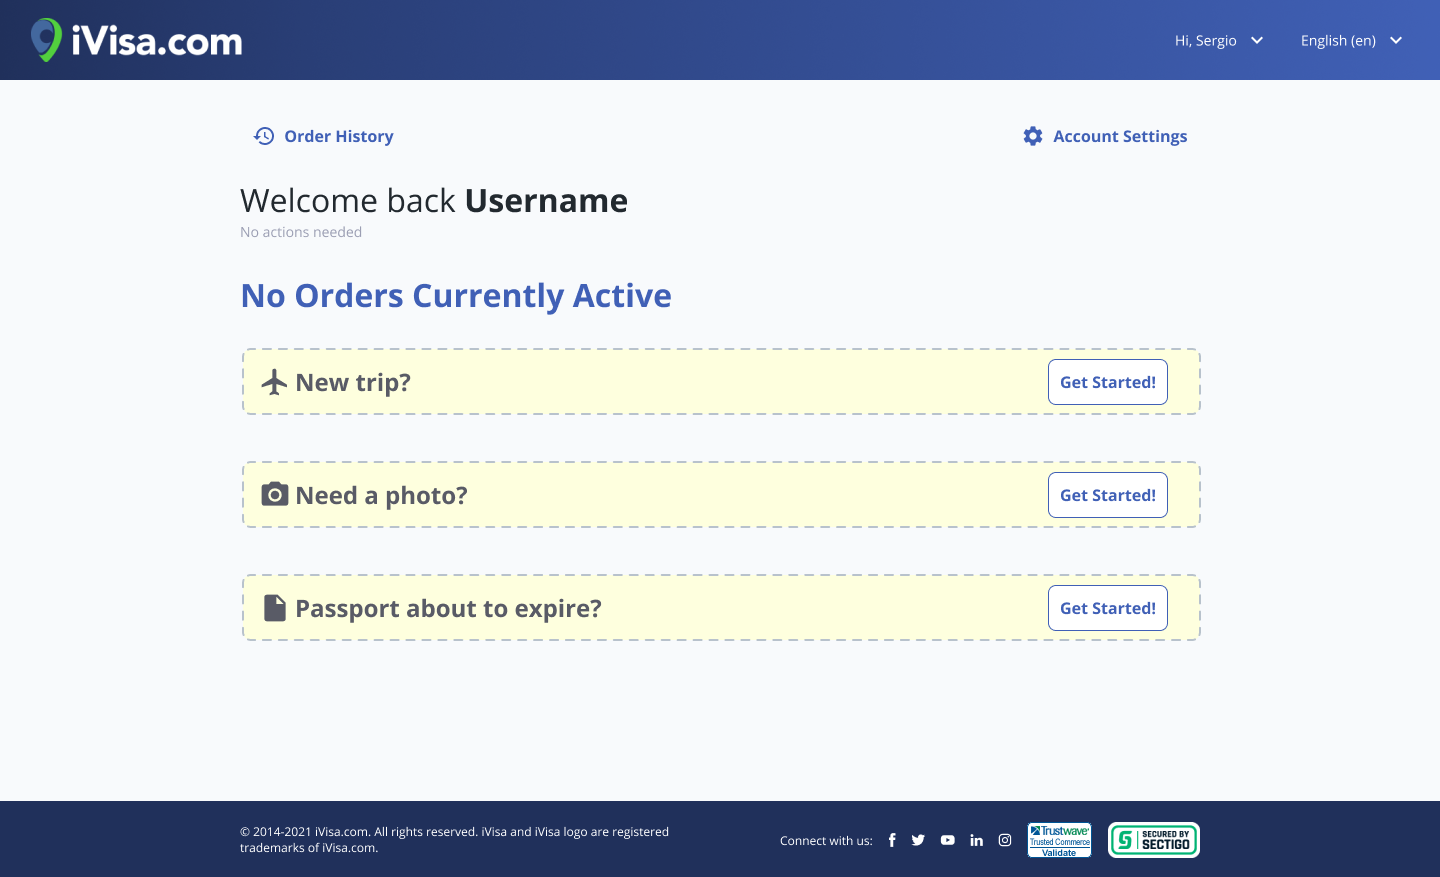 iVisa.com
Hi, Sergio
English (en)
Order History
Account Settings
Welcome back Username
No actions needed
No Orders Currently Active
New trip?
Get Started!
Need a photo?
Get Started!
Passport about to expire?
Get Started!
© 2014-2021 iVisa.com. All rights reserved. iVisa and iVisa logo are registered
trademarks of iVisa.com.
Connect with us:
Trustwave®
Trusted Commerce
Validate
SECURED BY
SECTIGO